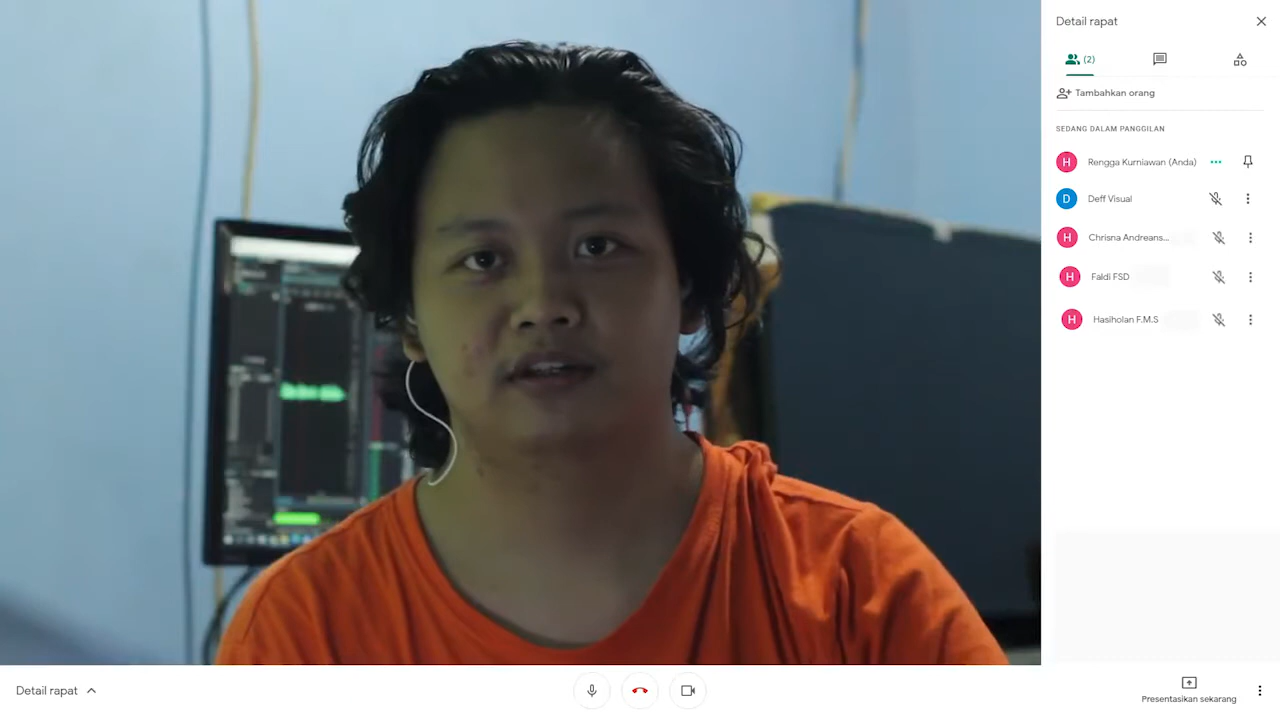 Detail rapat
(2)
Tambahkan orang
SEDANG DALAM PANGGILAN
H Rengga Kurniawan (Anda)
D Deff Visual
H Chrisna Andreans...
H Faldi FSD
H Hasiholan F.M.S
Detail rapat
Presentasikan sekarang